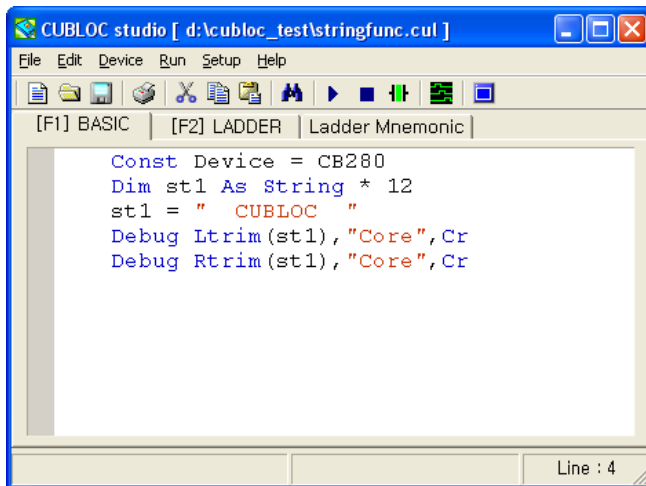 CUBLOC studio [ d:\cubloc_test\stringfunc.cul ]
File Edit Device Run Setup Help
[F1] BASIC [F2] LADDER Ladder Mnemonic
Const Device = CB280
Dim st1 As String * 12
st1 = "  CUBLOC  "
Debug Ltrim(st1),"Core",Cr
Debug Rtrim(st1),"Core",Cr
Line : 4